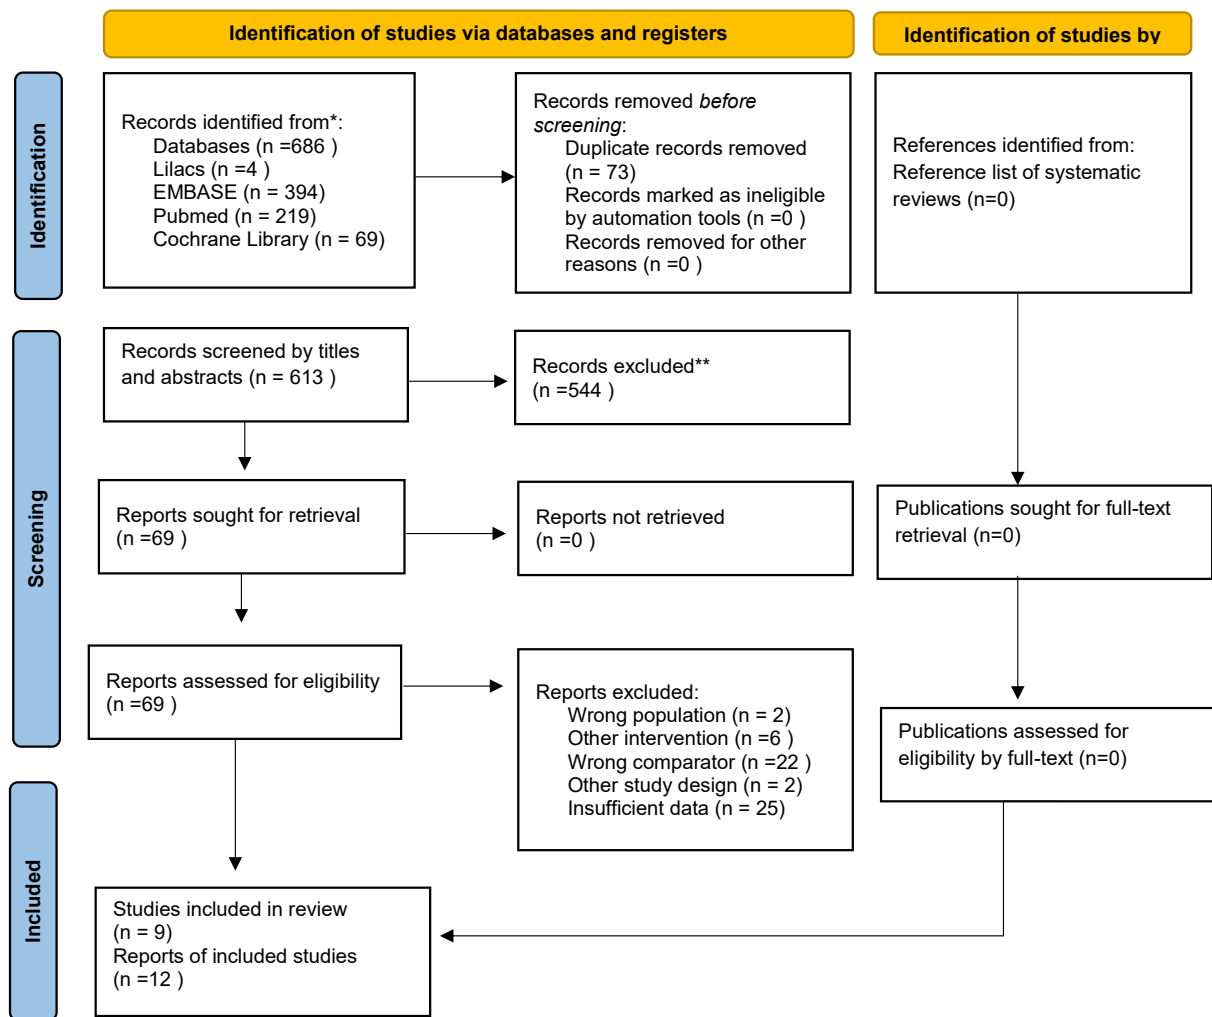 Identification of studies via databases and registers
Identification of studies by
Identification
Records identified from*:
Databases (n =686 )
Lilacs (n =4 )
EMBASE (n = 394)
Pubmed (n = 219)
Cochrane Library (n = 69)
Records removed before
screening:
Duplicate records removed
(n = 73)
Records marked as ineligible
by automation tools (n =0 )
Records removed for other
reasons (n =0 )
References identified from:
Reference list of systematic
reviews (n=0)
Screening
Records screened by titles
and abstracts (n = 613 )
Records excluded**
(n =544 )
Reports sought for retrieval
(n =69 )
Reports not retrieved
(n =0 )
Publications sought for full-text
retrieval (n=0)
Reports assessed for eligibility
(n =69 )
Reports excluded:
Wrong population (n = 2)
Other intervention (n =6 )
Wrong comparator (n =22 )
Other study design (n = 2)
Insufficient data (n = 25)
Publications assessed for
eligibility by full-text (n=0)
Included
Studies included in review
(n = 9)
Reports of included studies
(n =12 )